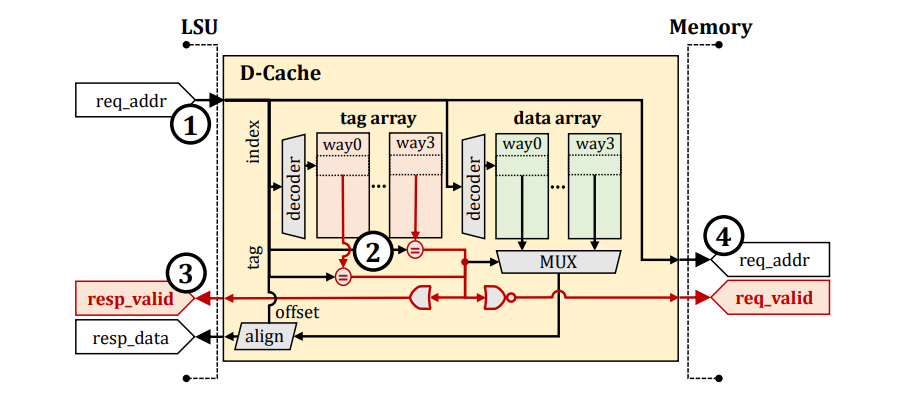 LSU
Memory
D-Cache
req_addr
1
tag array
data array
index
decoder
way0
way3
decoder
way0
way3
tag
=
=
2
MUX
4
req_addr
3
resp_valid
req_valid
offset
resp_data
align